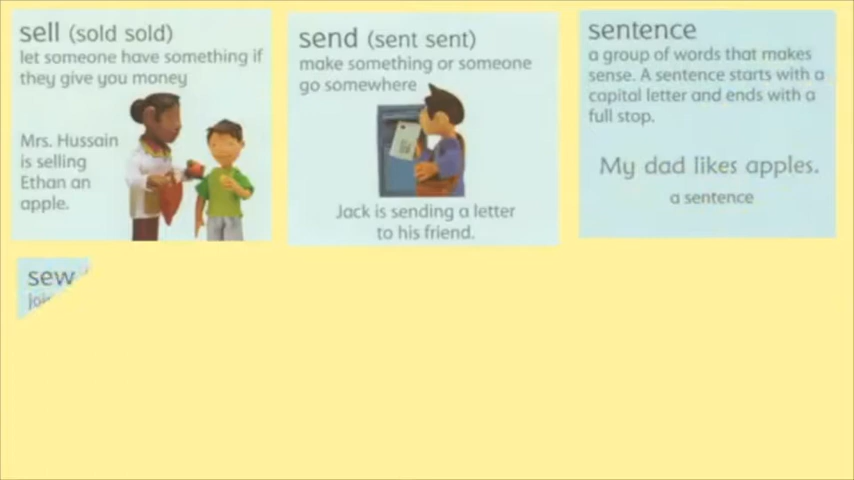 sell (sold sold)
let someone have something if
they give you money
Mrs. Hussain
is selling
Ethan an
apple.
send (sent sent)
make something or someone
go somewhere
Jack is sending a letter
to his friend.
sentence
a group of words that makes
sense. A sentence starts with a
capital letter and ends with a
full stop.
My dad likes apples.
a sentence
sew